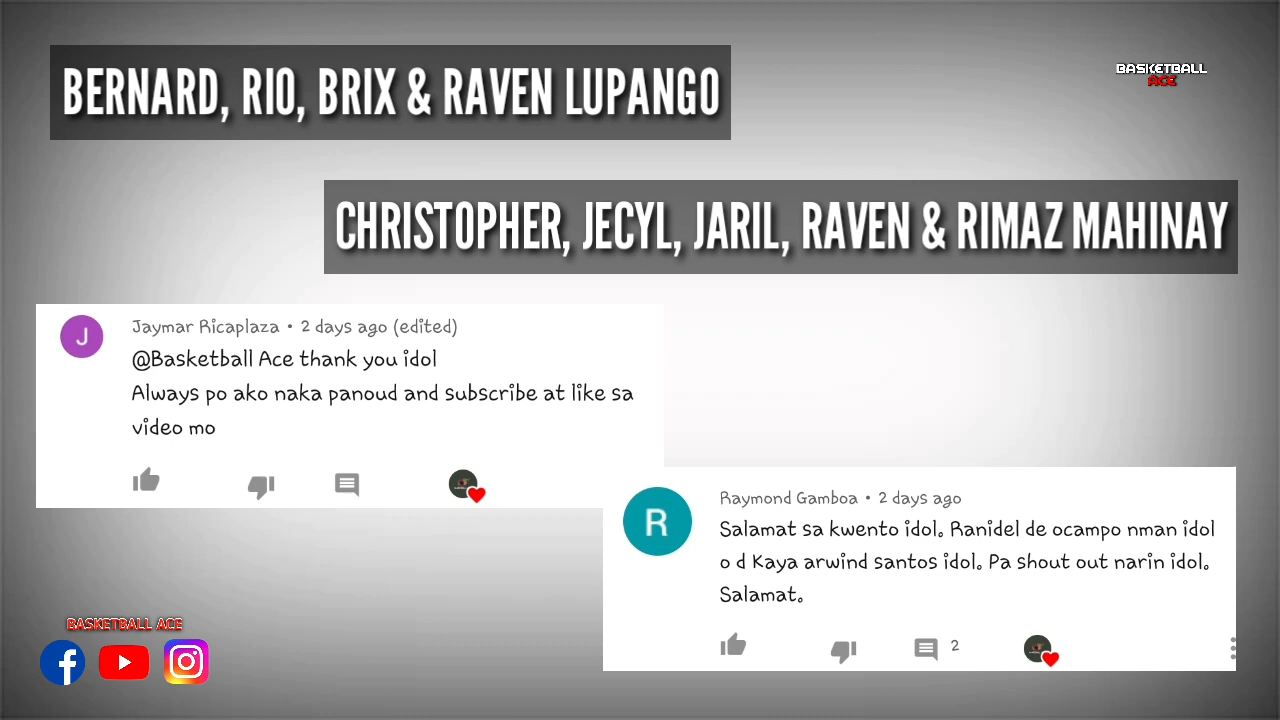 BERNARD, RIO, BRIX & RAVEN LUPANGO
BASKETBALL
ACE
CHRISTOPHER, JECYL, JARIL, RAVEN & RIMAZ MAHINAY
J
Jaymar Ricaplaza • 2 days ago (edited)
@Basketball Ace thank you idol
Always po ako naka panoud and subscribe at like sa
video mo
R
Raymond Gamboa • 2 days ago
Salamat sa kwento idol. Ranidel de ocampo nman idol
o d Kaya arwind santos idol. Pa shout out narin idol.
Salamat.
2
BASKETBALL ACE